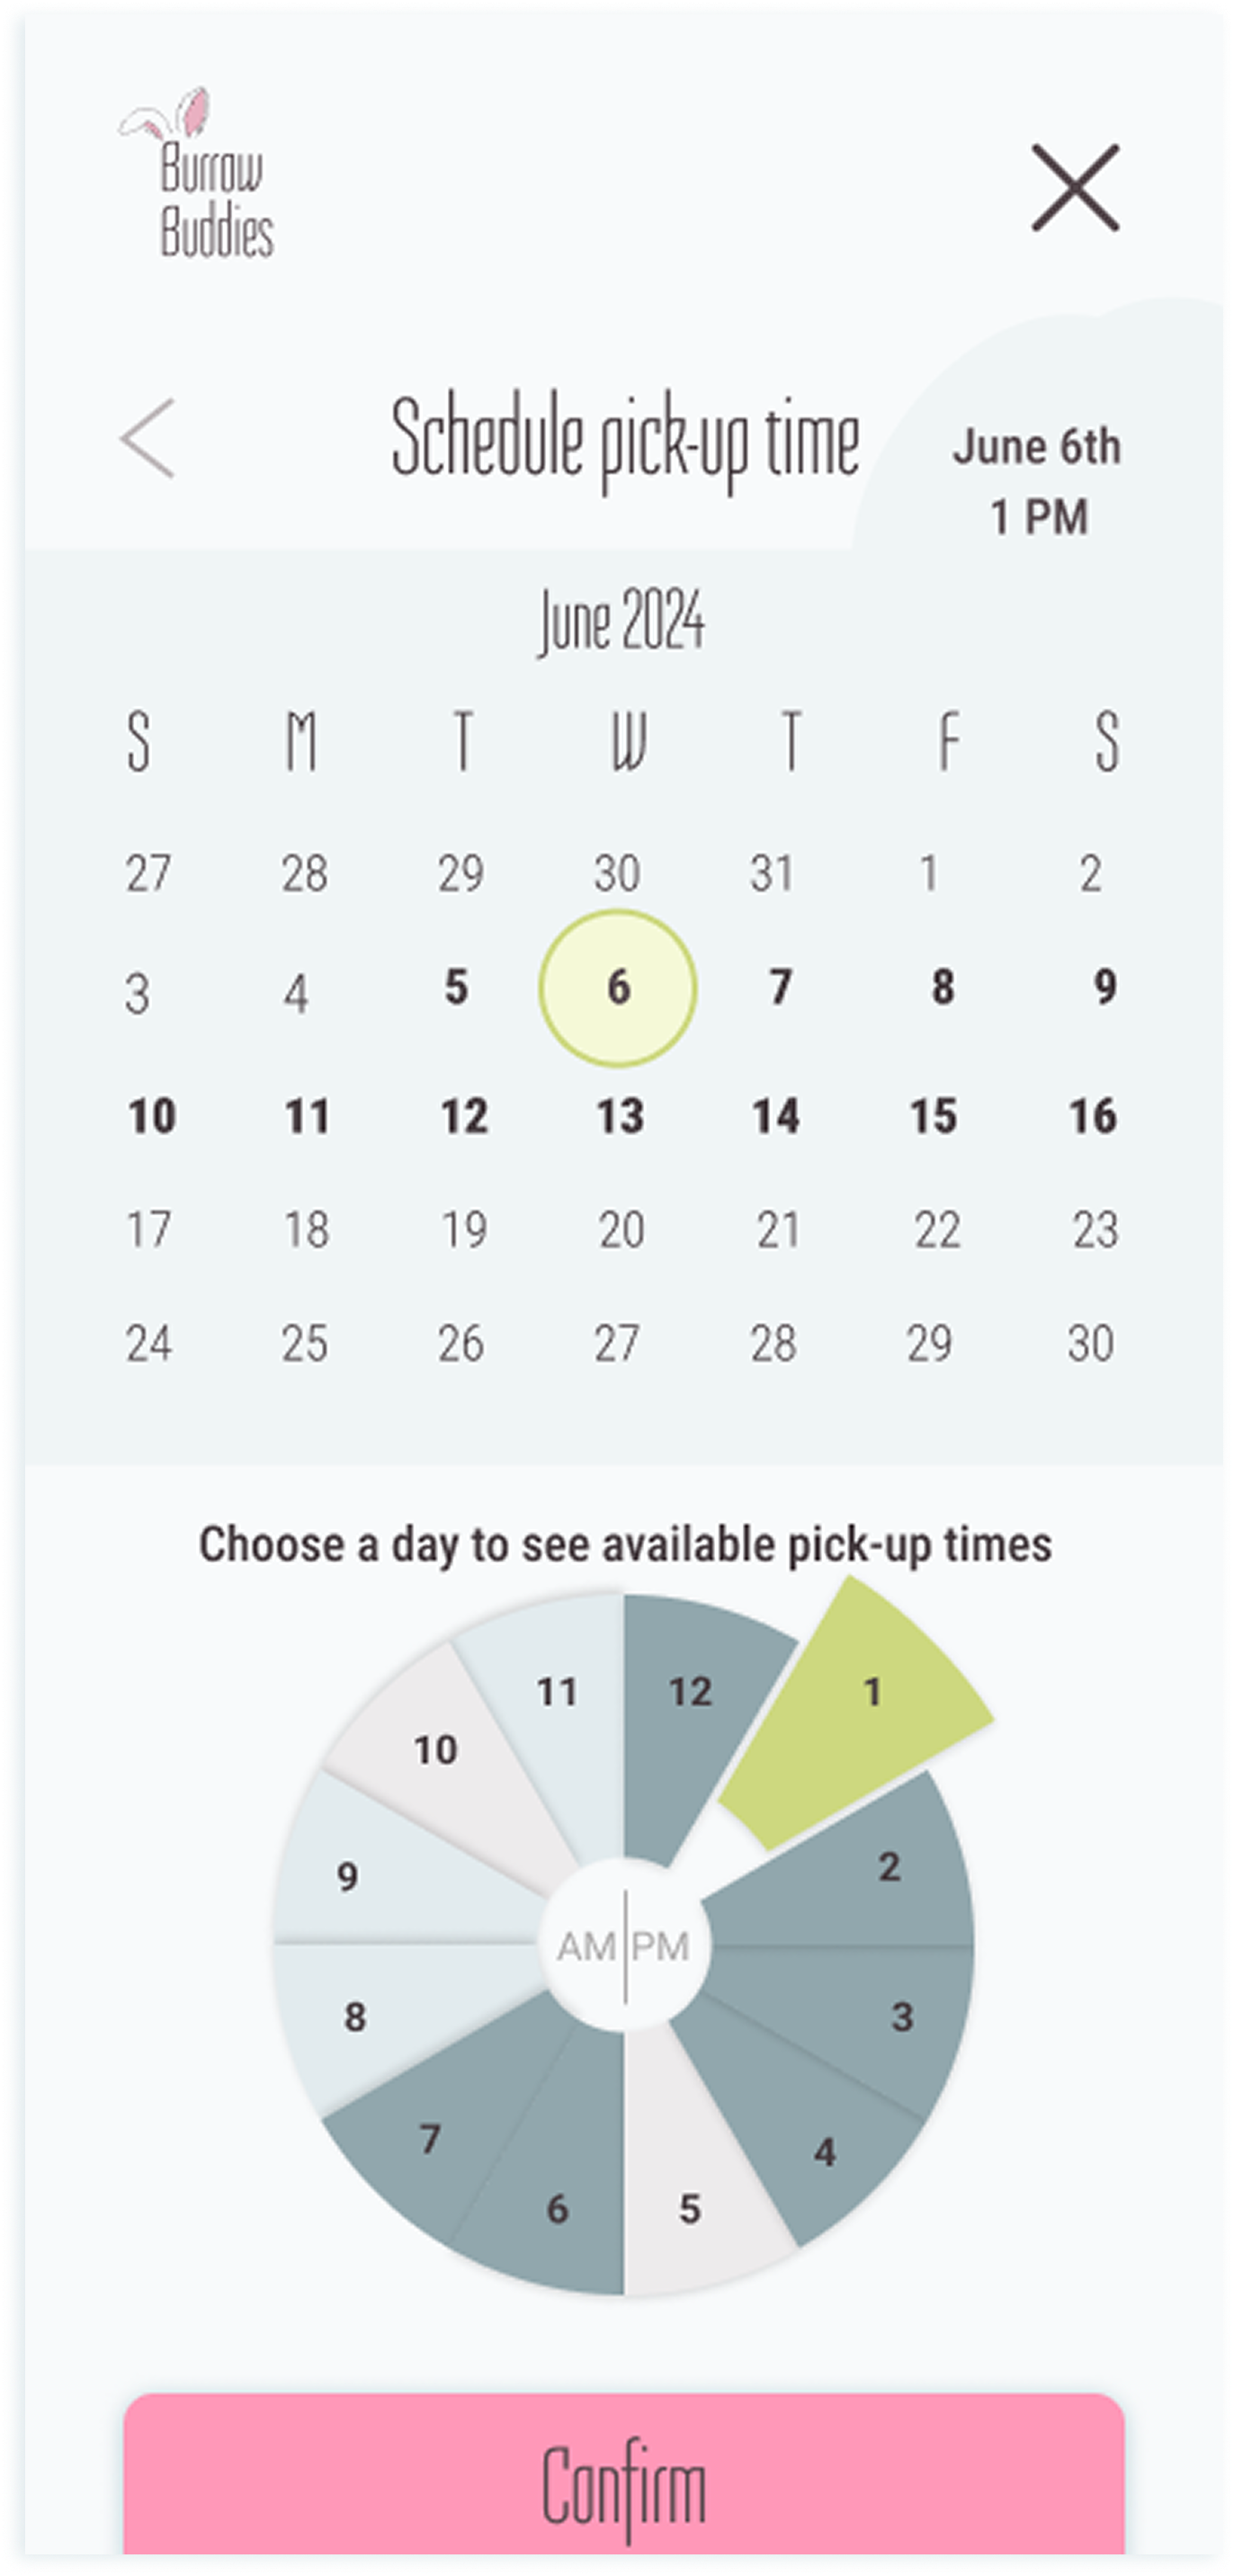 Burrow
Buddies
Schedule pick-up time
June 6th
1 PM
June 2024
S M T W T F S
27 28 29 30 31 1 2
3 4 5 6 7 8 9
10 11 12 13 14 15 16
17 18 19 20 21 22 23
24 25 26 27 28 29 30
Choose a day to see available pick-up times
11 12 1
10
9 2
AM PM
8 3
7 4
6 5
Confirm